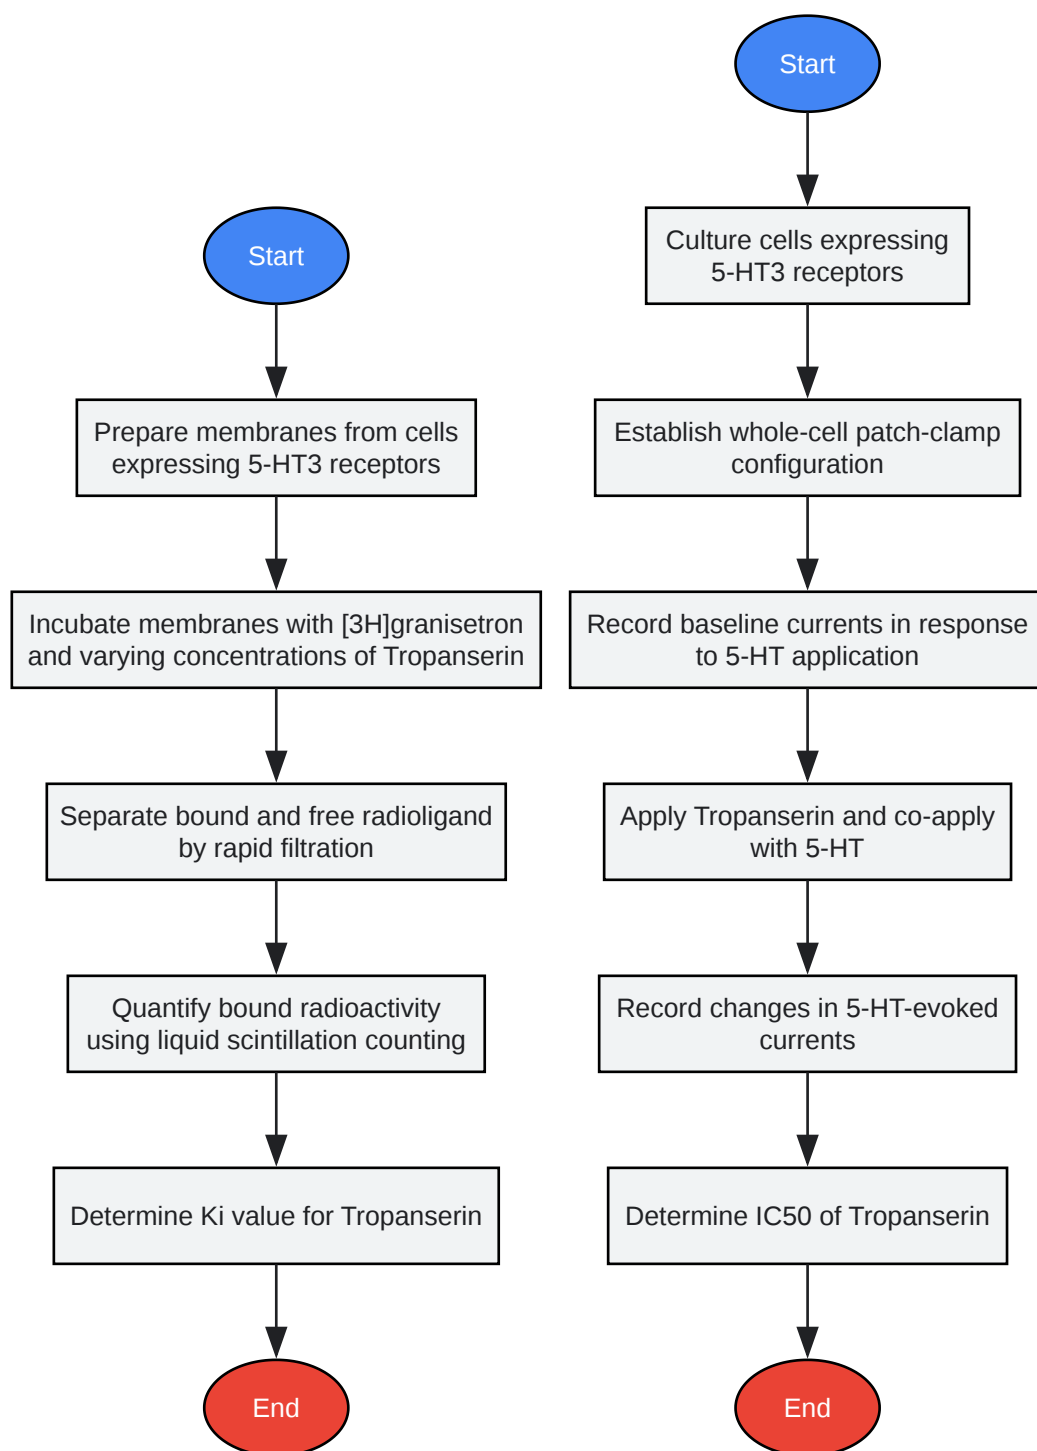 Start
Prepare membranes from cells
expressing 5-HT3 receptors
Incubate membranes with [3H]granisetron
and varying concentrations of Tropanserin
Separate bound and free radioligand
by rapid filtration
Quantify bound radioactivity
using liquid scintillation counting
Determine Ki value for Tropanserin
End
Start
Culture cells expressing
5-HT3 receptors
Establish whole-cell patch-clamp
configuration
Record baseline currents in response
to 5-HT application
Apply Tropanserin and co-apply
with 5-HT
Record changes in 5-HT-evoked
currents
Determine IC50 of Tropanserin
End